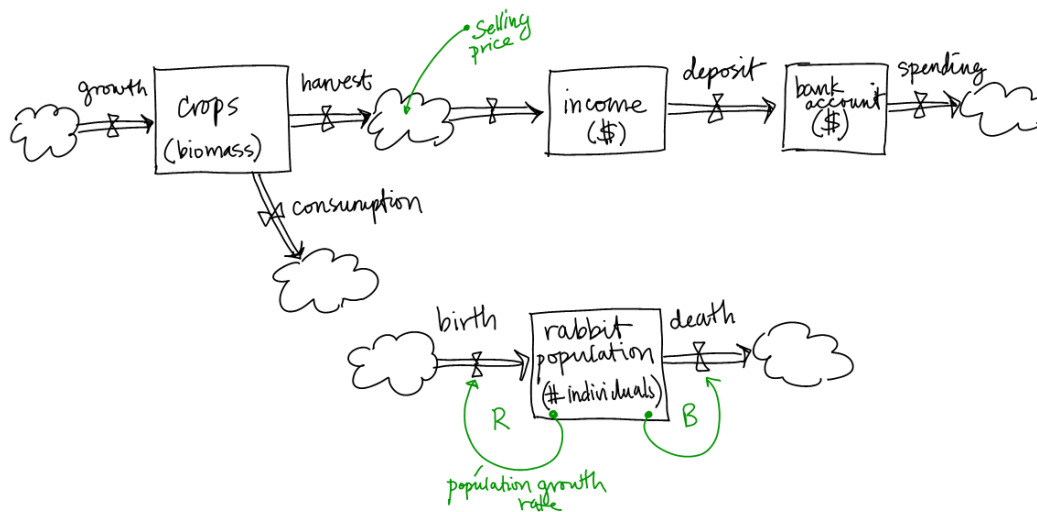 selling
price
growth
crops
(biomass)
harvest
income
($)
deposit
bank
account
($)
spending
consumption
birth
rabbit
population
(# individuals)
death
R
B
population growth
rate